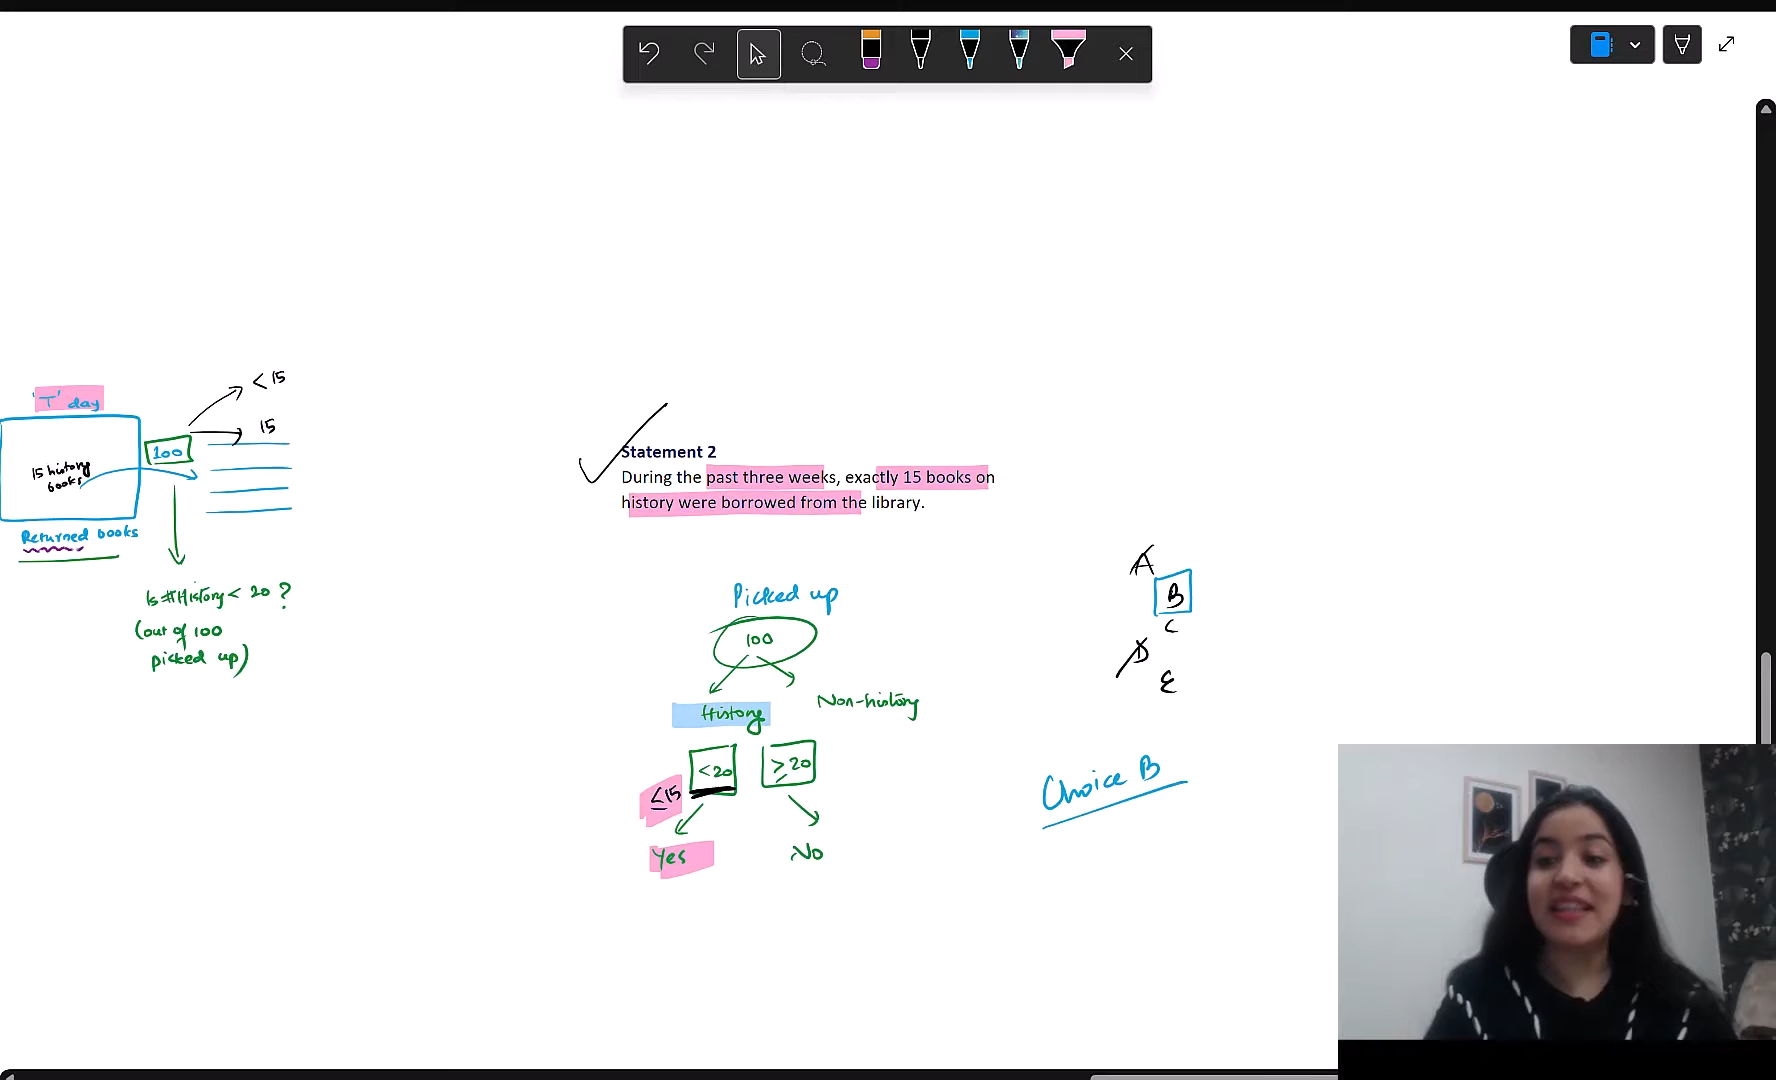 'T' day
15 history
books
100
< 15
15
Returned books
Is #History < 20 ?
(out of 100
picked up)
Statement 2
During the past three weeks, exactly 15 books on
history were borrowed from the library.
Picked up
100
History
Non-history
≤15
<20
≥20
Yes
No
A
B
C
D
E
Choice B